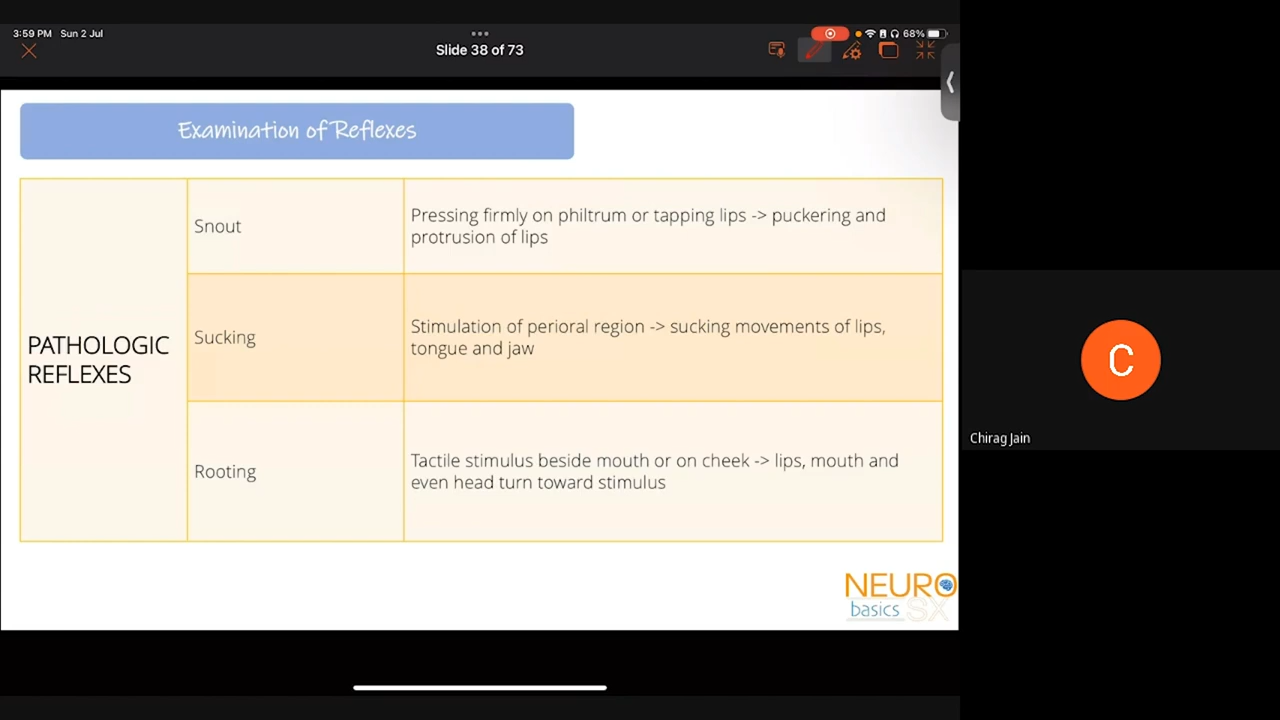 3:59 PM Sun 2 Jul
68%
Slide 38 of 73
Examination of Reflexes
PATHOLOGIC
REFLEXES
Snout
Pressing firmly on philtrum or tapping lips -> puckering and
protrusion of lips
Sucking
Stimulation of perioral region -> sucking movements of lips,
tongue and jaw
Rooting
Tactile stimulus beside mouth or on cheek -> lips, mouth and
even head turn toward stimulus
NEURO
basics SX
C
Chirag Jain